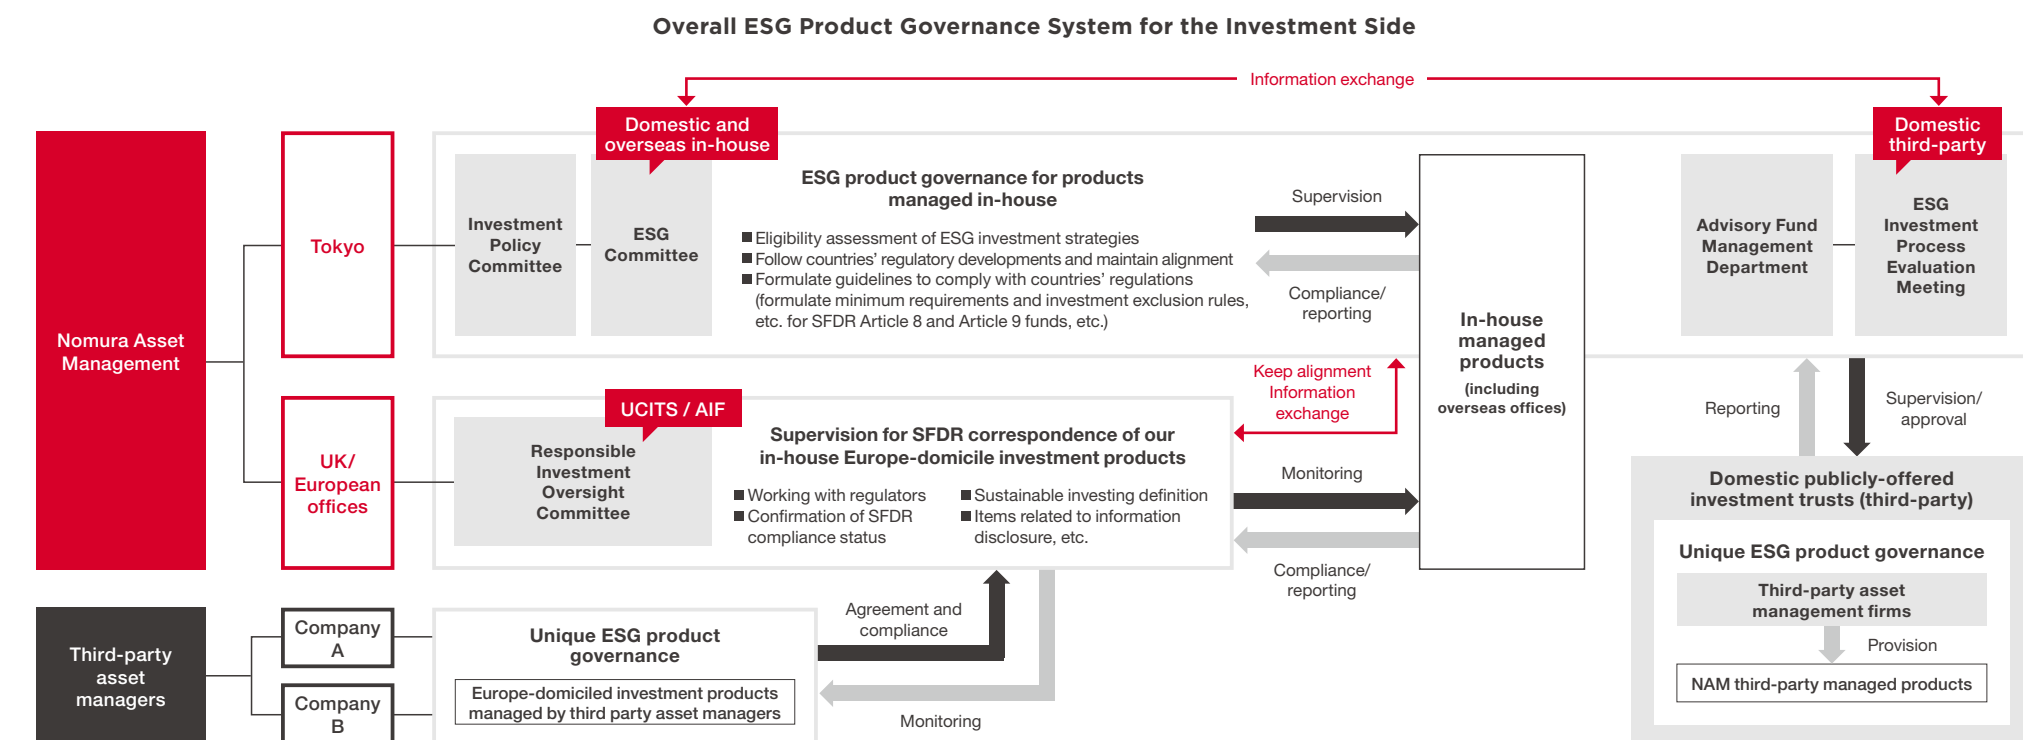 Overall ESG Product Governance System for the Investment Side
Information exchange
Domestic and
overseas in-house
Domestic
third-party
Nomura Asset
Management
Tokyo
Investment
Policy
Committee
ESG
Committee
ESG product governance for products
managed in-house
■ Eligibility assessment of ESG investment strategies
■ Follow countries’ regulatory developments and maintain alignment
■ Formulate guidelines to comply with countries’ regulations
(formulate minimum requirements and investment exclusion rules,
etc. for SFDR Article 8 and Article 9 funds, etc.)
Supervision
Compliance/
reporting
In-house
managed
products
(including
overseas offices)
Advisory Fund
Management
Department
ESG
Investment
Process
Evaluation
Meeting
Keep alignment
Information
exchange
UK/
European
offices
UCITS / AIF
Responsible
Investment
Oversight
Committee
Supervision for SFDR correspondence of our
in-house Europe-domicile investment products
■ Working with regulators
■ Confirmation of SFDR
compliance status
■ Sustainable investing definition
■ Items related to information
disclosure, etc.
Monitoring
Compliance/
reporting
Reporting
Supervision/
approval
Domestic publicly-offered
investment trusts (third-party)
Unique ESG product governance
Third-party asset
management firms
Provision
NAM third-party managed products
Third-party
asset
managers
Company
A
Company
B
Unique ESG product
governance
Europe-domiciled investment products
managed by third party asset managers
Agreement and
compliance
Monitoring